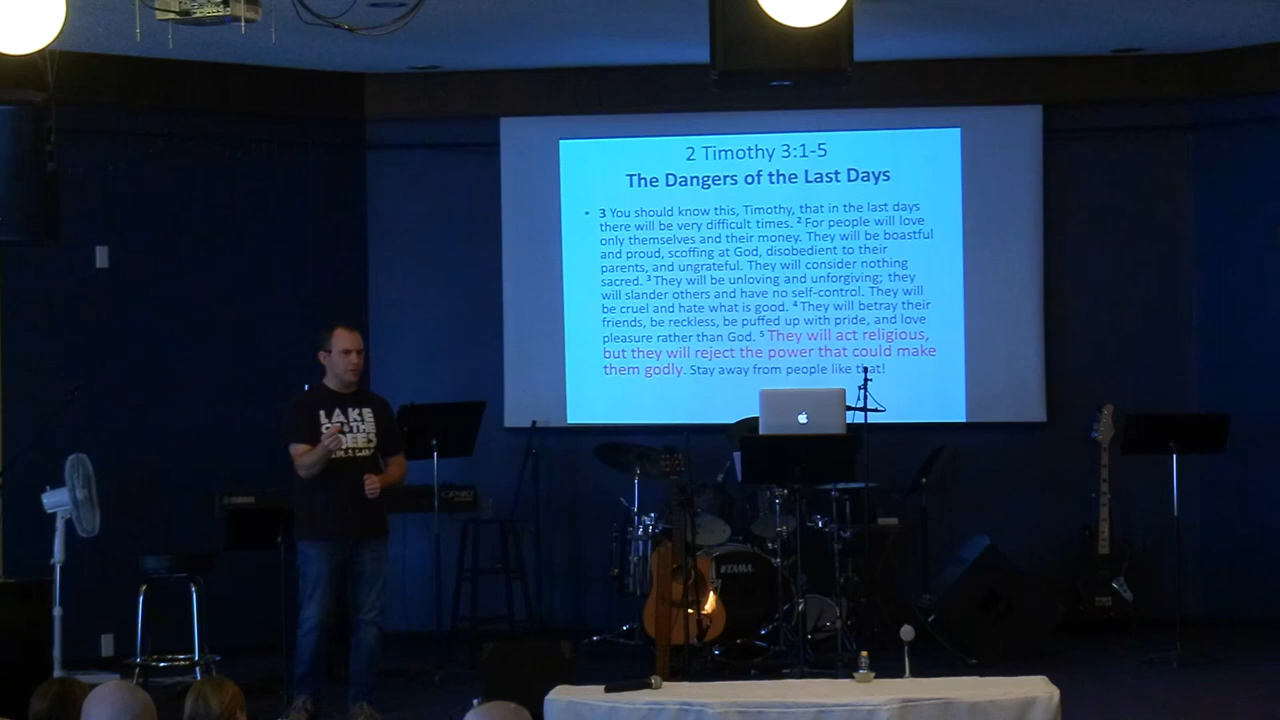 2 Timothy 3:1-5
The Dangers of the Last Days
• 3 You should know this, Timothy, that in the last days
there will be very difficult times. 2 For people will love
only themselves and their money. They will be boastful
and proud, scoffing at God, disobedient to their
parents, and ungrateful. They will consider nothing
sacred. 3 They will be unloving and unforgiving; they
will slander others and have no self-control. They will
be cruel and hate what is good. 4 They will betray their
friends, be reckless, be puffed up with pride, and love
pleasure rather than God. 5 They will act religious,
but they will reject the power that could make
them godly. Stay away from people like that!
LAKE
THE
TAMA